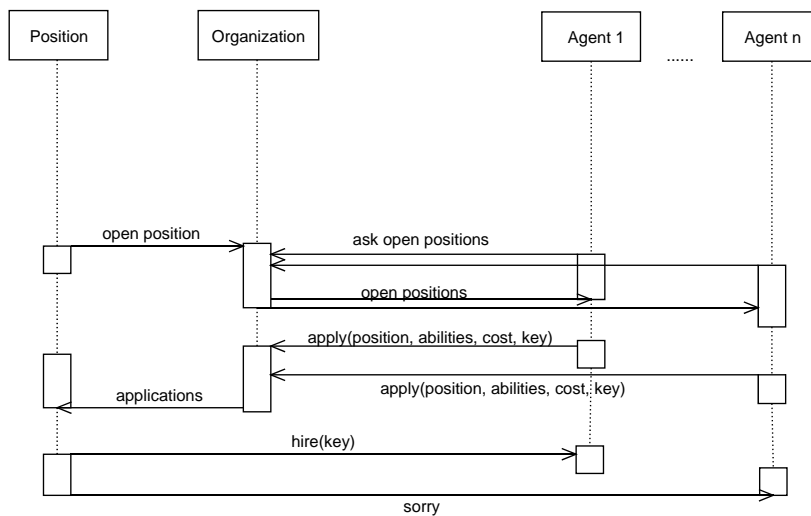 Position
Organization
Agent 1
......
Agent n
open position
ask open positions
open positions
apply(position, abilities, cost, key)
apply(position, abilities, cost, key)
applications
hire(key)
sorry